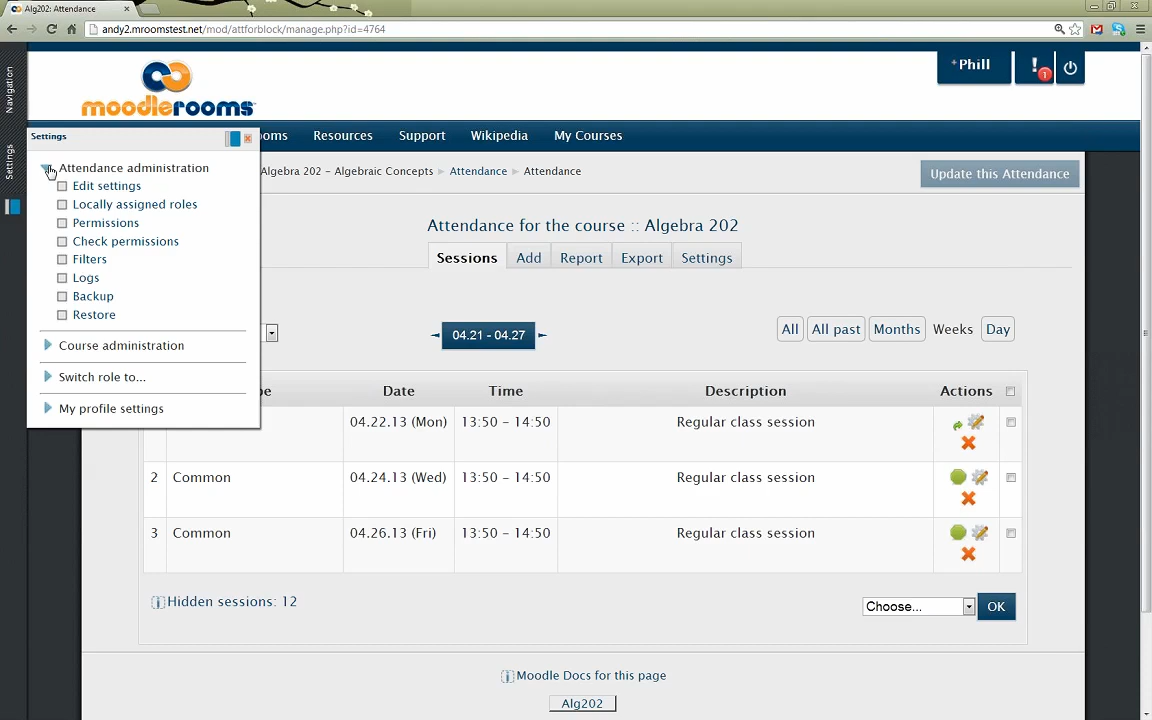 Alg202: Attendance
andy2.mroomstest.net/mod/attforblock/manage.php?id=4764
Navigation
Settings
moodlerooms
Phill
1
ooms Resources Support Wikipedia My Courses
Settings
Attendance administration
Edit settings
Locally assigned roles
Permissions
Check permissions
Filters
Logs
Backup
Restore
Course administration
Switch role to...
My profile settings
Algebra 202 - Algebraic Concepts Attendance Attendance
Update this Attendance
Attendance for the course :: Algebra 202
Sessions Add Report Export Settings
04.21 - 04.27
All All past Months Weeks Day
pe Date Time Description Actions
04.22.13 (Mon) 13:50 - 14:50 Regular class session
2 Common 04.24.13 (Wed) 13:50 - 14:50 Regular class session
3 Common 04.26.13 (Fri) 13:50 - 14:50 Regular class session
Hidden sessions: 12
Choose... OK
Moodle Docs for this page
Alg202